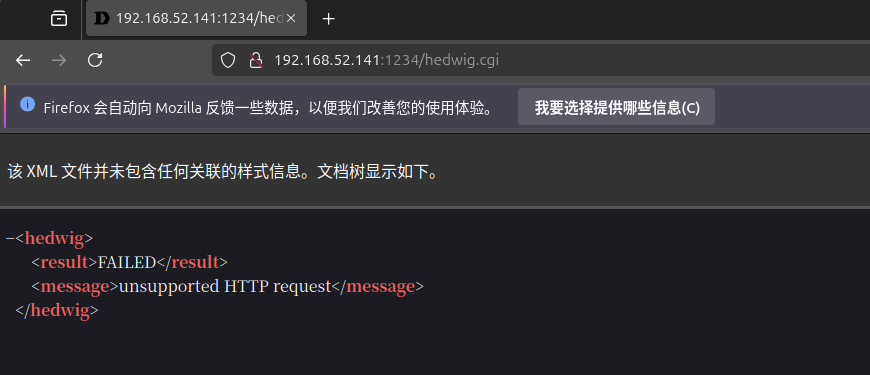 192.168.52.141:1234/hed
192.168.52.141:1234/hedwig.cgi
Firefox 会自动向 Mozilla 反馈一些数据，以便我们改善您的使用体验。 我要选择提供哪些信息(C)
该 XML 文件并未包含任何关联的样式信息。文档树显示如下。
−<hedwig>
<result>FAILED</result>
<message>unsupported HTTP request</message>
</hedwig>